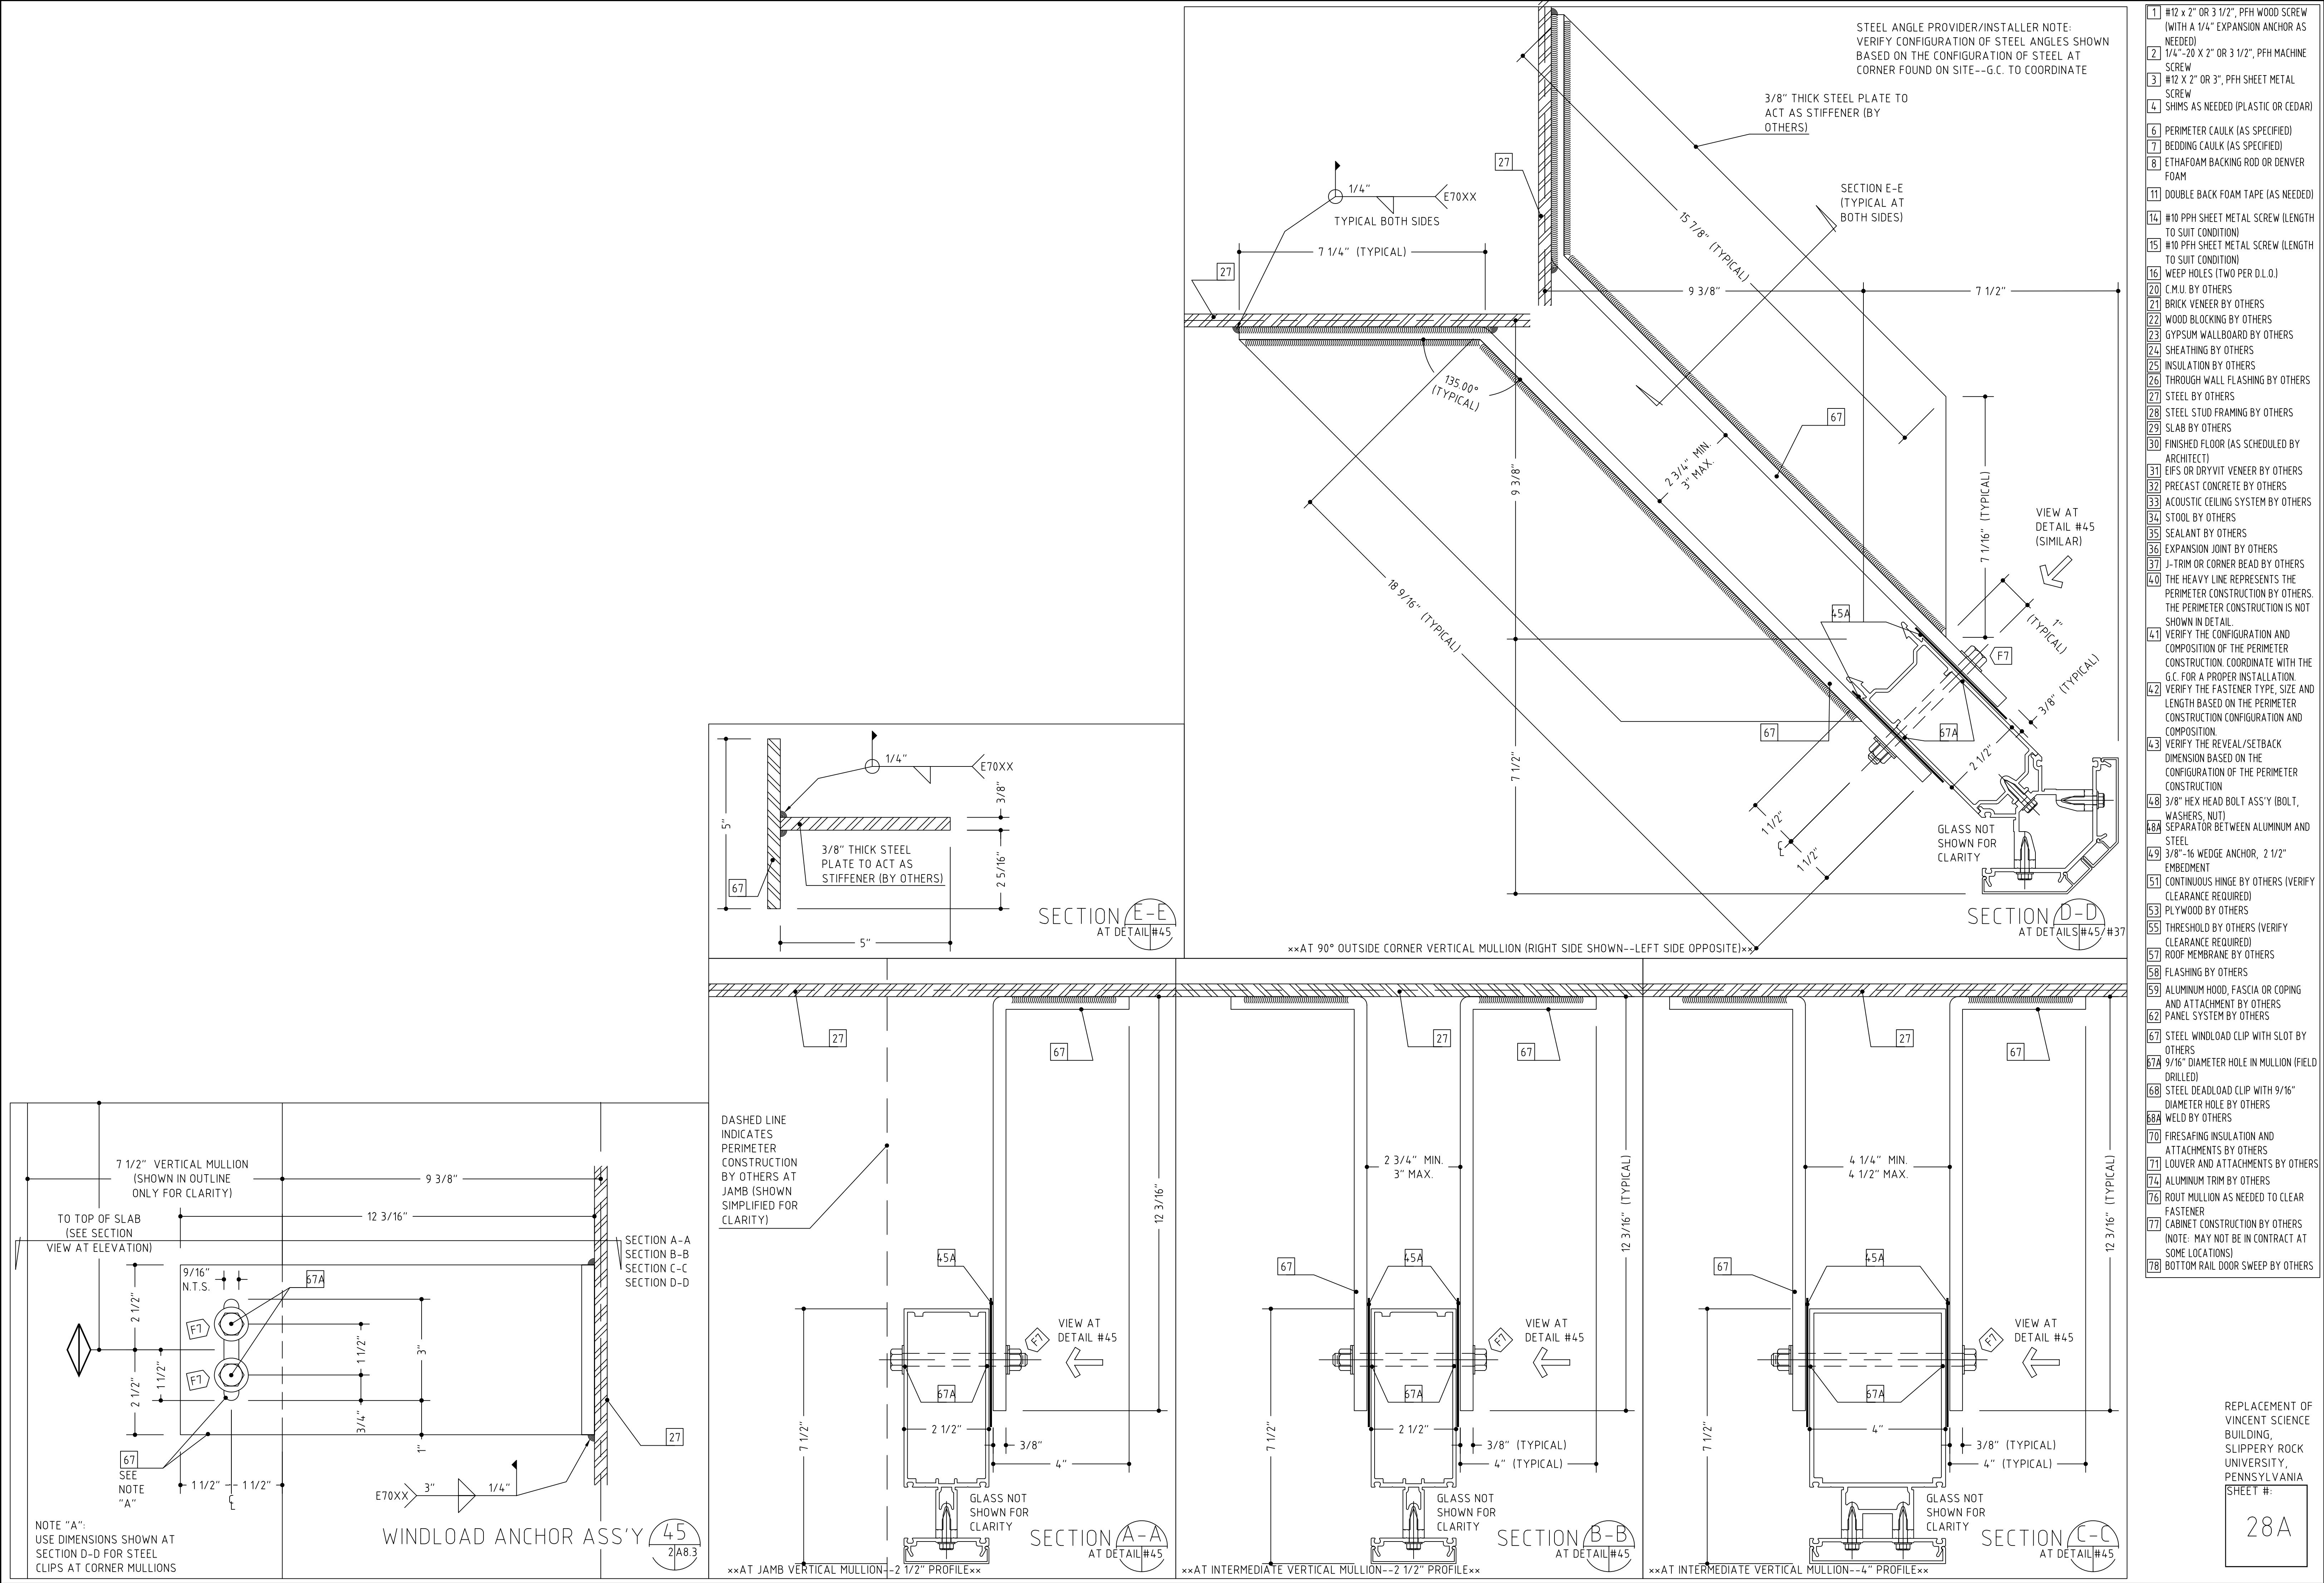 STEEL ANGLE PROVIDER/INSTALLER NOTE:
VERIFY CONFIGURATION OF STEEL ANGLES SHOWN
BASED ON THE CONFIGURATION OF STEEL AT
CORNER FOUND ON SITE--G.C. TO COORDINATE
3/8" THICK STEEL PLATE TO
ACT AS STIFFENER (BY
OTHERS)
27
1/4"
E70XX
TYPICAL BOTH SIDES
SECTION E-E
(TYPICAL AT
BOTH SIDES)
15 7/8" (TYPICAL)
7 1/4" (TYPICAL)
27
9 3/8"
7 1/2"
135.00°
(TYPICAL)
67
2 3/4" MIN.
3" MAX.
9 3/8"
7 1/16" (TYPICAL)
VIEW AT
DETAIL #45
(SIMILAR)
18 9/16" (TYPICAL)
45A
1"
(TYPICAL)
F7
3/8" (TYPICAL)
67
67A
2 1/2"
7 1/2"
1 1/2"
℄
1 1/2"
GLASS NOT
SHOWN FOR
CLARITY
SECTION D-D
AT DETAILS #45/#37
××AT 90° OUTSIDE CORNER VERTICAL MULLION (RIGHT SIDE SHOWN--LEFT SIDE OPPOSITE)××
1/4"
E70XX
3/8"
5"
3/8" THICK STEEL
PLATE TO ACT AS
STIFFENER (BY OTHERS)
2 5/16"
67
5"
SECTION E-E
AT DETAIL #45
27
67
DASHED LINE
INDICATES
PERIMETER
CONSTRUCTION
BY OTHERS AT
JAMB (SHOWN
SIMPLIFIED FOR
CLARITY)
12 3/16"
45A
VIEW AT
DETAIL #45
F7
67A
7 1/2"
2 1/2"
3/8"
4"
GLASS NOT
SHOWN FOR
CLARITY
SECTION A-A
AT DETAIL #45
××AT JAMB VERTICAL MULLION--2 1/2" PROFILE××
27
67
2 3/4" MIN.
3" MAX.
12 3/16" (TYPICAL)
67
45A
F7
VIEW AT
DETAIL #45
67A
7 1/2"
2 1/2"
3/8" (TYPICAL)
4" (TYPICAL)
GLASS NOT
SHOWN FOR
CLARITY
SECTION B-B
AT DETAIL #45
××AT INTERMEDIATE VERTICAL MULLION--2 1/2" PROFILE××
27
67
4 1/4" MIN.
4 1/2" MAX.
12 3/16" (TYPICAL)
67
45A
F7
VIEW AT
DETAIL #45
67A
7 1/2"
4"
3/8" (TYPICAL)
4" (TYPICAL)
GLASS NOT
SHOWN FOR
CLARITY
SECTION C-C
AT DETAIL #45
××AT INTERMEDIATE VERTICAL MULLION--4" PROFILE××
7 1/2" VERTICAL MULLION
(SHOWN IN OUTLINE
ONLY FOR CLARITY)
9 3/8"
12 3/16"
TO TOP OF SLAB
(SEE SECTION
VIEW AT ELEVATION)
SECTION A-A
SECTION B-B
SECTION C-C
SECTION D-D
9/16"
N.T.S.
67A
2 1/2"
F7
1 1/2"
3"
1 1/2"
F7
2 1/2"
3/4"
1"
27
67
SEE
NOTE
"A"
1 1/2"
1 1/2"
℄
E70XX
3"
1/4"
NOTE "A":
USE DIMENSIONS SHOWN AT
SECTION D-D FOR STEEL
CLIPS AT CORNER MULLIONS
WINDLOAD ANCHOR ASS'Y 45
2 A8.3
1 #12 x 2" OR 3 1/2", PFH WOOD SCREW
(WITH A 1/4" EXPANSION ANCHOR AS
NEEDED)
2 1/4"-20 X 2" OR 3 1/2", PFH MACHINE
SCREW
3 #12 X 2" OR 3", PFH SHEET METAL
SCREW
4 SHIMS AS NEEDED (PLASTIC OR CEDAR)
6 PERIMETER CAULK (AS SPECIFIED)
7 BEDDING CAULK (AS SPECIFIED)
8 ETHAFOAM BACKING ROD OR DENVER
FOAM
11 DOUBLE BACK FOAM TAPE (AS NEEDED)
14 #10 PPH SHEET METAL SCREW (LENGTH
TO SUIT CONDITION)
15 #10 PFH SHEET METAL SCREW (LENGTH
TO SUIT CONDITION)
16 WEEP HOLES (TWO PER D.L.O.)
20 C.M.U. BY OTHERS
21 BRICK VENEER BY OTHERS
22 WOOD BLOCKING BY OTHERS
23 GYPSUM WALLBOARD BY OTHERS
24 SHEATHING BY OTHERS
25 INSULATION BY OTHERS
26 THROUGH WALL FLASHING BY OTHERS
27 STEEL BY OTHERS
28 STEEL STUD FRAMING BY OTHERS
29 SLAB BY OTHERS
30 FINISHED FLOOR (AS SCHEDULED BY
ARCHITECT)
31 EIFS OR DRYVIT VENEER BY OTHERS
32 PRECAST CONCRETE BY OTHERS
33 ACOUSTIC CEILING SYSTEM BY OTHERS
34 STOOL BY OTHERS
35 SEALANT BY OTHERS
36 EXPANSION JOINT BY OTHERS
37 J-TRIM OR CORNER BEAD BY OTHERS
40 THE HEAVY LINE REPRESENTS THE
PERIMETER CONSTRUCTION BY OTHERS.
THE PERIMETER CONSTRUCTION IS NOT
SHOWN IN DETAIL.
41 VERIFY THE CONFIGURATION AND
COMPOSITION OF THE PERIMETER
CONSTRUCTION. COORDINATE WITH THE
G.C. FOR A PROPER INSTALLATION.
42 VERIFY THE FASTENER TYPE, SIZE AND
LENGTH BASED ON THE PERIMETER
CONSTRUCTION CONFIGURATION AND
COMPOSITION.
43 VERIFY THE REVEAL/SETBACK
DIMENSION BASED ON THE
CONFIGURATION OF THE PERIMETER
CONSTRUCTION
48 3/8" HEX HEAD BOLT ASS'Y (BOLT,
WASHERS, NUT)
48A SEPARATOR BETWEEN ALUMINUM AND
STEEL
49 3/8"-16 WEDGE ANCHOR, 2 1/2"
EMBEDMENT
51 CONTINUOUS HINGE BY OTHERS (VERIFY
CLEARANCE REQUIRED)
53 PLYWOOD BY OTHERS
55 THRESHOLD BY OTHERS (VERIFY
CLEARANCE REQUIRED)
57 ROOF MEMBRANE BY OTHERS
58 FLASHING BY OTHERS
59 ALUMINUM HOOD, FASCIA OR COPING
AND ATTACHMENT BY OTHERS
62 PANEL SYSTEM BY OTHERS
67 STEEL WINDLOAD CLIP WITH SLOT BY
OTHERS
67A 9/16" DIAMETER HOLE IN MULLION (FIELD
DRILLED)
68 STEEL DEADLOAD CLIP WITH 9/16"
DIAMETER HOLE BY OTHERS
68A WELD BY OTHERS
70 FIRESAFING INSULATION AND
ATTACHMENTS BY OTHERS
71 LOUVER AND ATTACHMENTS BY OTHERS
74 ALUMINUM TRIM BY OTHERS
76 ROUT MULLION AS NEEDED TO CLEAR
FASTENER
77 CABINET CONSTRUCTION BY OTHERS
(NOTE: MAY NOT BE IN CONTRACT AT
SOME LOCATIONS)
78 BOTTOM RAIL DOOR SWEEP BY OTHERS
REPLACEMENT OF
VINCENT SCIENCE
BUILDING,
SLIPPERY ROCK
UNIVERSITY,
PENNSYLVANIA
SHEET #:
28A